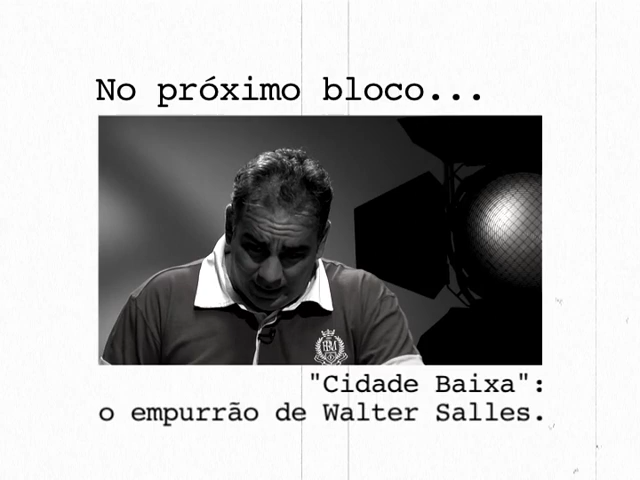 No próximo bloco...
"Cidade Baixa":
o empurrão de Walter Salles.